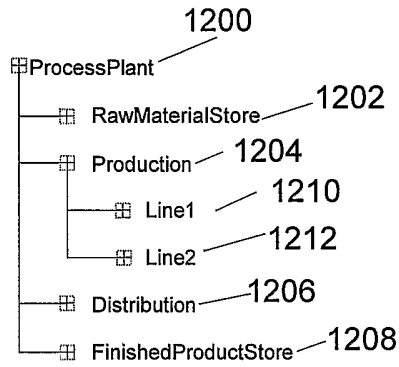 1200
ProcessPlant
RawMaterialStore 1202
Production 1204
Line1 1210
Line2 1212
Distribution 1206
FinishedProductStore 1208